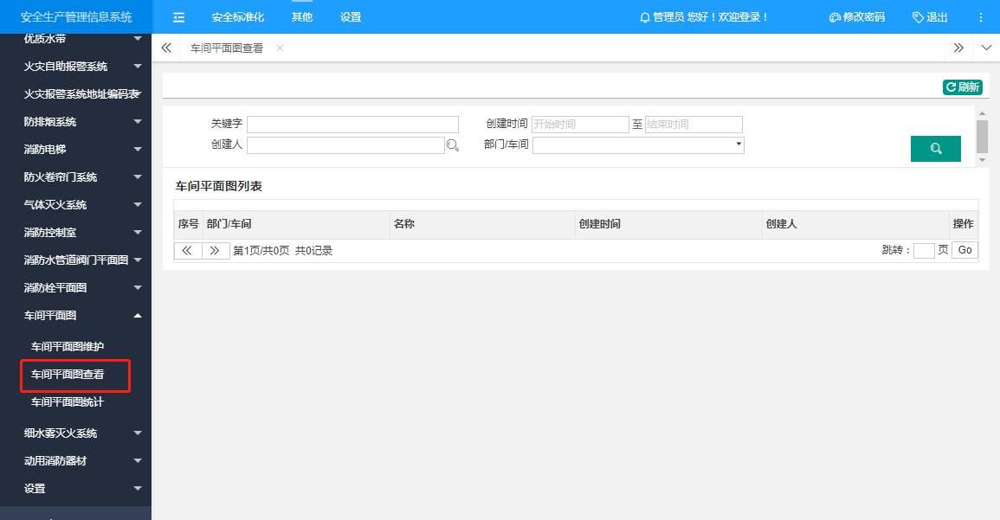 安全生产管理信息系统
安全标准化 其他 设置
管理员 您好！欢迎登录！ 修改密码 退出
优质水带
火灾自助报警系统
火灾报警系统地址编码表
防排烟系统
消防电梯
防火卷帘门系统
气体灭火系统
消防控制室
消防水管道阀门平面图
消防栓平面图
车间平面图
车间平面图维护
车间平面图查看
车间平面图统计
细水雾灭火系统
动用消防器材
设置
车间平面图查看
刷新
关键字 创建时间 开始时间 至 结束时间
创建人 部门/车间
车间平面图列表
序号 部门/车间 名称 创建时间 创建人 操作
第1页/共0页 共0记录 跳转： 页 Go